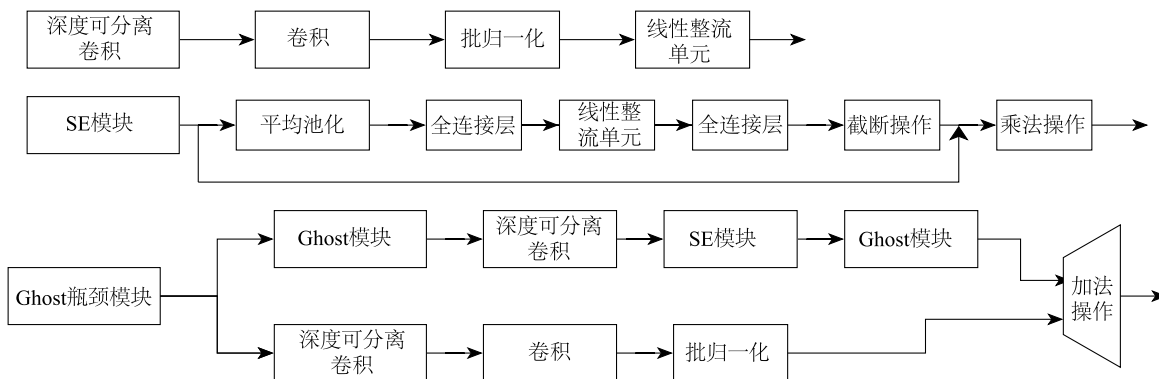 深度可分离
卷积
卷积
批归一化
线性整流
单元
SE模块
平均池化
全连接层
线性整
流单元
全连接层
截断操作
乘法操作
Ghost模块
深度可分离
卷积
SE模块
Ghost模块
Ghost瓶颈模块
加法
操作
深度可分离
卷积
卷积
批归一化